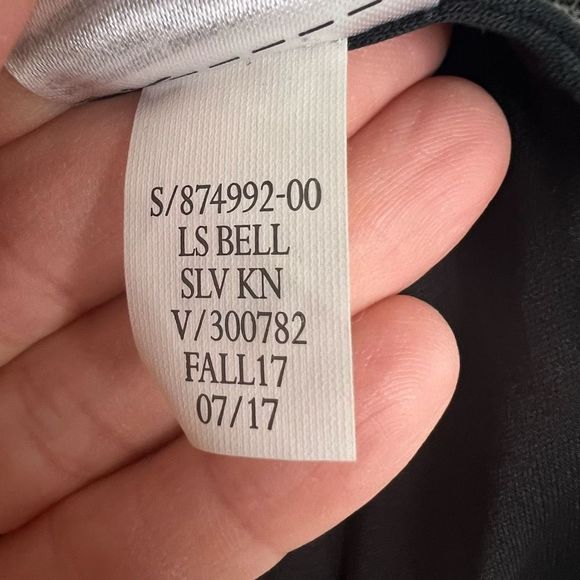 S/874992-00
LS BELL
SLV KN
V/300782
FALL17
07/17